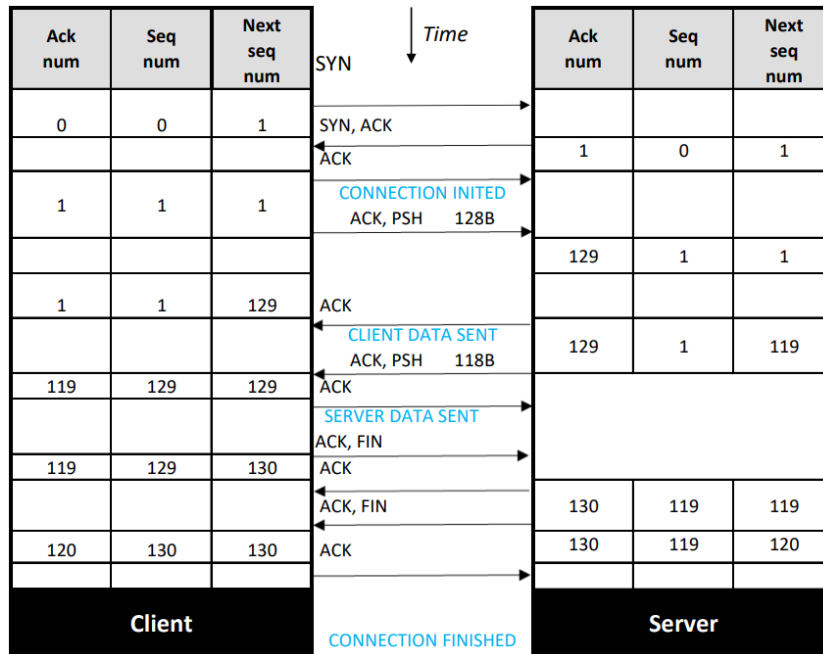 Ack num Seq num Next seq num
Time
Ack num Seq num Next seq num
SYN
0 0 1
SYN, ACK
1 0 1
ACK
CONNECTION INITED
1 1 1
ACK, PSH 128B
129 1 1
1 1 129
ACK
CLIENT DATA SENT
129 1 119
ACK, PSH 118B
119 129 129
ACK
SERVER DATA SENT
ACK, FIN
119 129 130
ACK
ACK, FIN
130 119 119
120 130 130
ACK
130 119 120
Client
Server
CONNECTION FINISHED